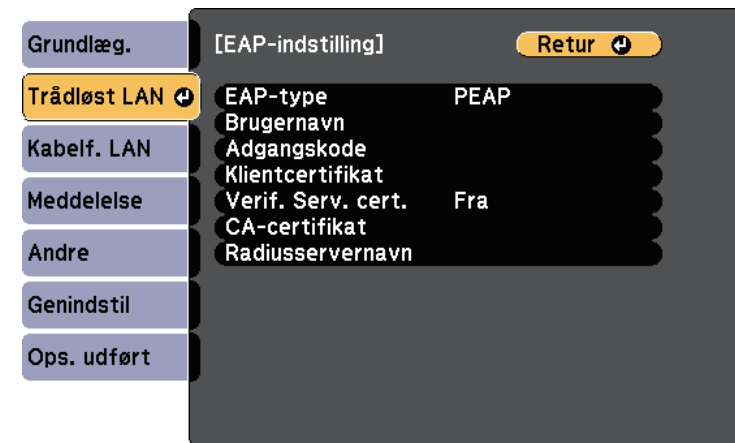 Grundlæg.
Trådløst LAN
Kabelf. LAN
Meddelelse
Andre
Genindstil
Ops. udført
[EAP-indstilling] Retur
EAP-type PEAP
Brugernavn
Adgangskode
Klientcertifikat
Verif. Serv. cert. Fra
CA-certifikat
Radiusservernavn